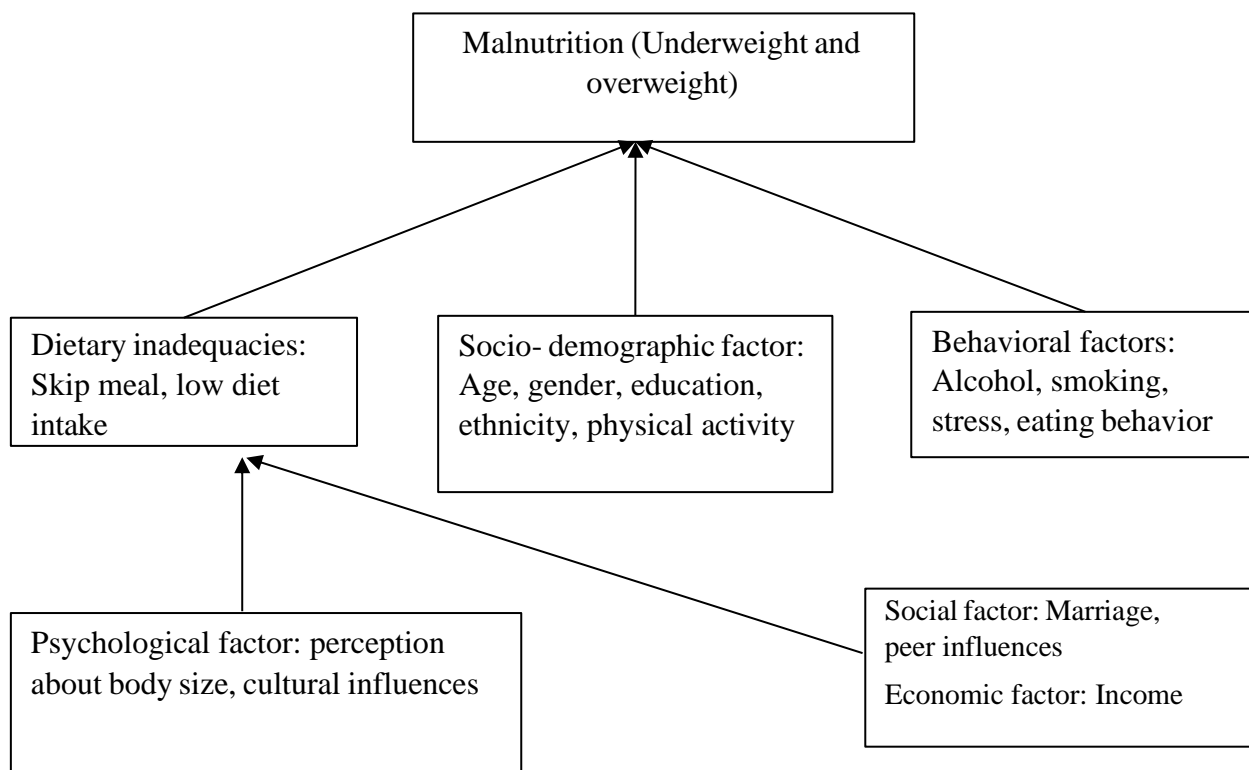 Malnutrition (Underweight and
overweight)
Dietary inadequacies:
Skip meal, low diet
intake
Socio- demographic factor:
Age, gender, education,
ethnicity, physical activity
Behavioral factors:
Alcohol, smoking,
stress, eating behavior
Psychological factor: perception
about body size, cultural influences
Social factor: Marriage,
peer influences
Economic factor: Income